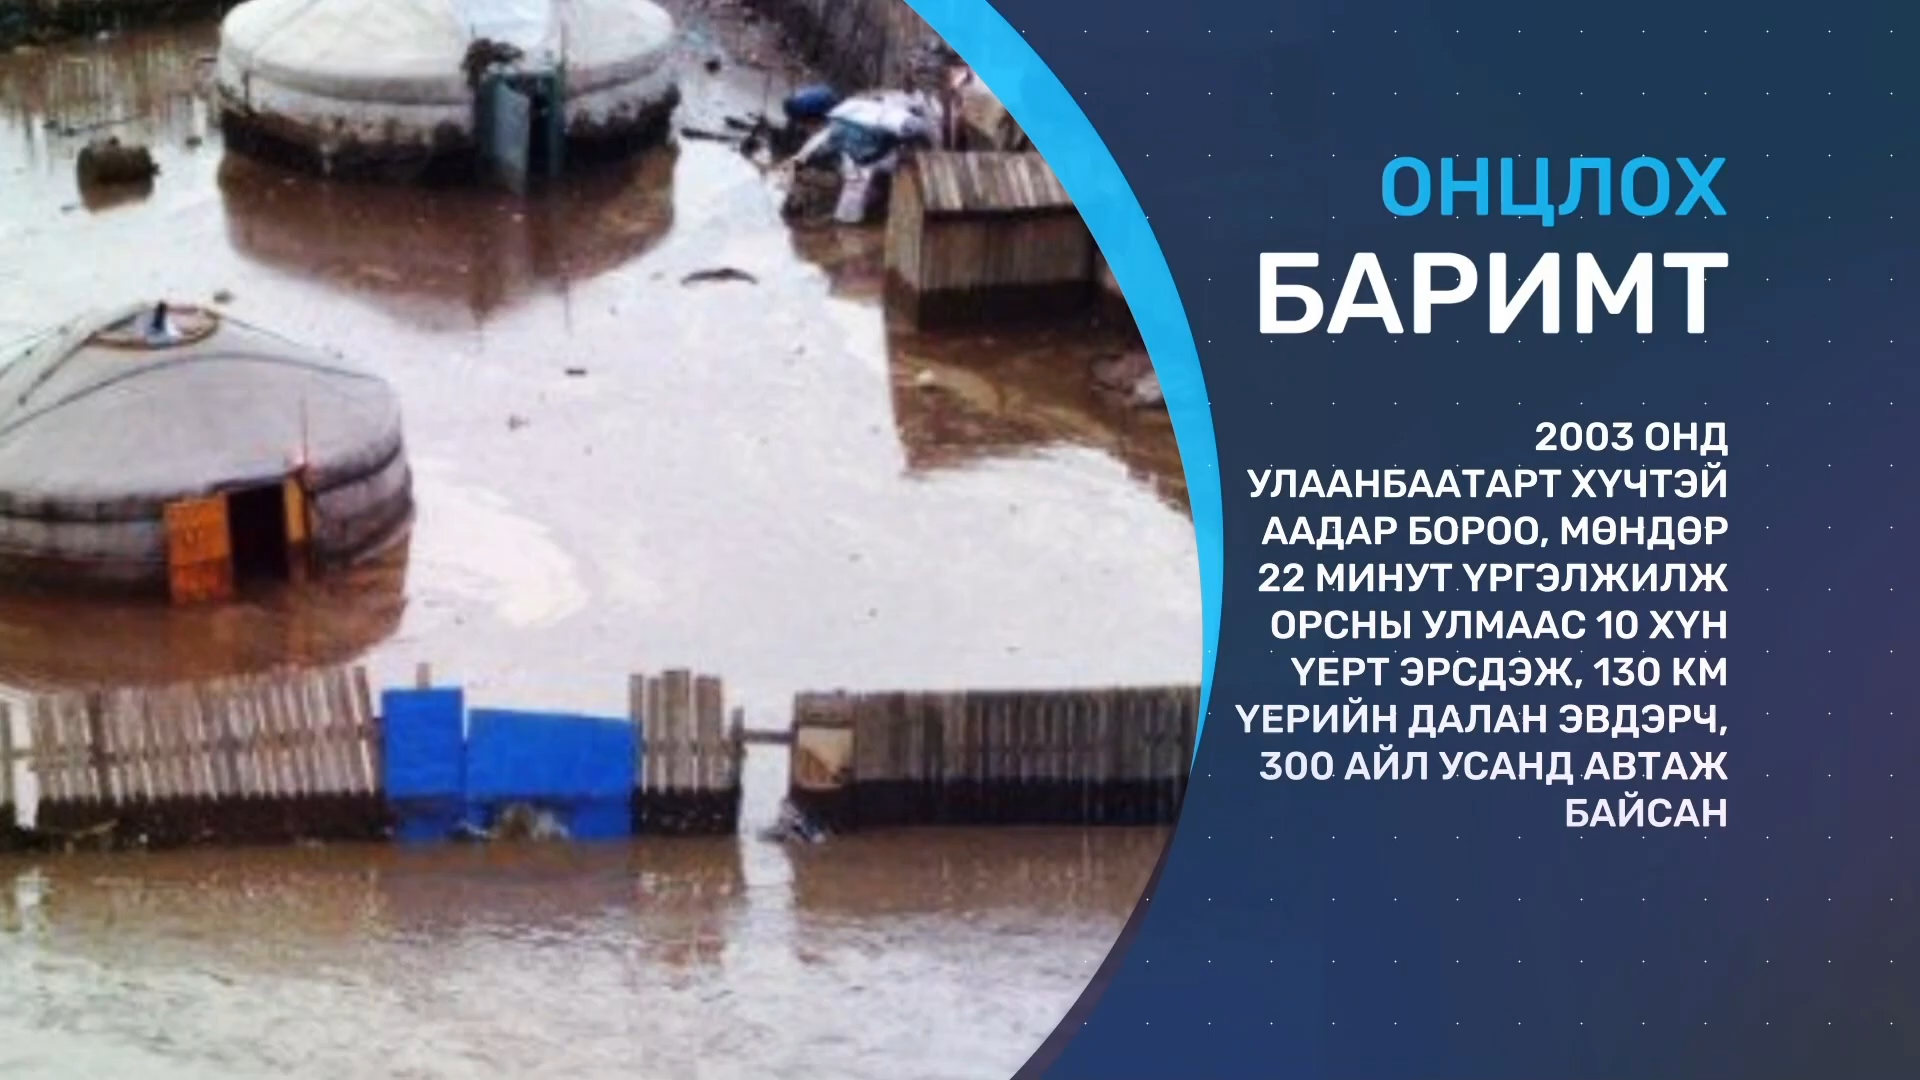 ОНЦЛОХ
БАРИМТ
2003 ОНД
УЛААНБААТАРТ ХҮЧТЭЙ
ААДАР БОРОО, МӨНДӨР
22 МИНУТ ҮРГЭЛЖИЛЖ
ОРСНЫ УЛМААС 10 ХҮН
ҮЕРТ ЭРСДЭЖ, 130 КМ
ҮЕРИЙН ДАЛАН ЭВДЭРЧ,
300 АЙЛ УСАНД АВТАЖ
БАЙСАН